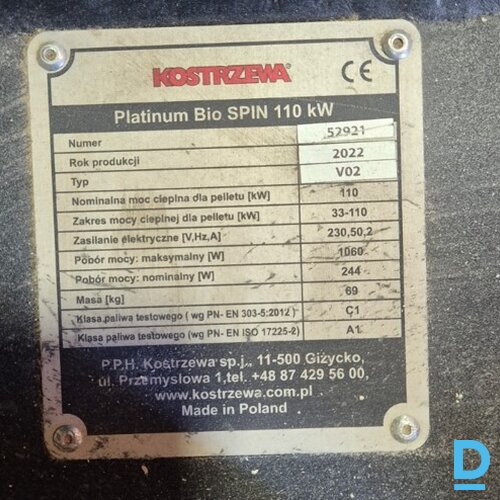 KOSTRZEWA CE
Platinum Bio SPIN 110 kW
Numer 52921
Rok produkcji 2022
Typ V02
Nominalna moc cieplna dla pelletu [kW] 110
Zakres mocy cieplnej dla pelletu [kW] 33-110
Zasilanie elektryczne [V,Hz,A] 230,50,2
Pobór mocy: maksymalny [W] 1060
Pobór mocy: nominalny [W] 244
Masa [kg] 69
Klasa paliwa testowego ( wg PN- EN 303-5:2012 ) C1
Klasa paliwa testowego (wg PN- EN ISO 17225-2) A1
P.P.H. Kostrzewa sp.j., 11-500 Giżycko,
ul. Przemysłowa 1,tel. +48 87 429 56 00,
www.kostrzewa.com.pl
Made in Poland
D